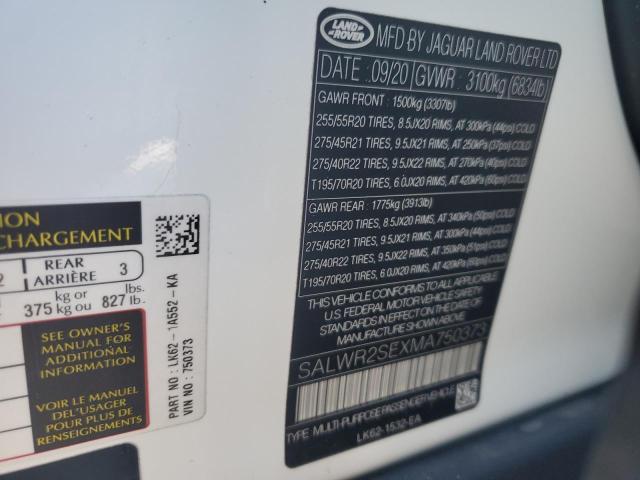 LAND ROVER
MFD BY JAGUAR LAND ROVER LTD
DATE : 09/20 GVWR : 3100kg (6834lb)
GAWR FRONT : 1500kg (3307lb)
255/55R20 TIRES, 8.5JX20 RIMS, AT 300kPa (44psi) COLD
275/45R21 TIRES, 9.5JX21 RIMS, AT 250kPa (37psi) COLD
275/40R22 TIRES, 9.5JX22 RIMS, AT 270kPa (40psi) COLD
T195/70R20 TIRES, 6.0JX20 RIMS, AT 420kPa (60psi) COLD
GAWR REAR : 1775kg (3913lb)
255/55R20 TIRES, 8.5JX20 RIMS, AT 340kPa (50psi) COLD
275/45R21 TIRES, 9.5JX21 RIMS, AT 300kPa (44psi) COLD
275/40R22 TIRES, 9.5JX22 RIMS, AT 350kPa (51psi) COLD
T195/70R20 TIRES, 6.0JX20 RIMS, AT 420kPa (60psi) COLD
THIS VEHICLE CONFORMS TO ALL APPLICABLE
U.S FEDERAL MOTOR VEHICLE SAFETY STANDARDS
IN EFFECT ON THE DATE OF
MANUFACTURE SHOWN ABOVE
SALWR2SEXMA750373
TYPE: MULTI-PURPOSE PASSENGER VEHICLE
LK62-1532-EA
CHARGEMENT
2 REAR ARRIÈRE 3
375 kg or kg ou 827 lbs. lb.
SEE OWNER'S
MANUAL FOR
ADDITIONAL
INFORMATION
VOIR LE MANUEL
DE L'USAGER
POUR PLUS DE
RENSEIGNEMENTS
PART NO : LK62-1A552-KA
VIN NO: 750373